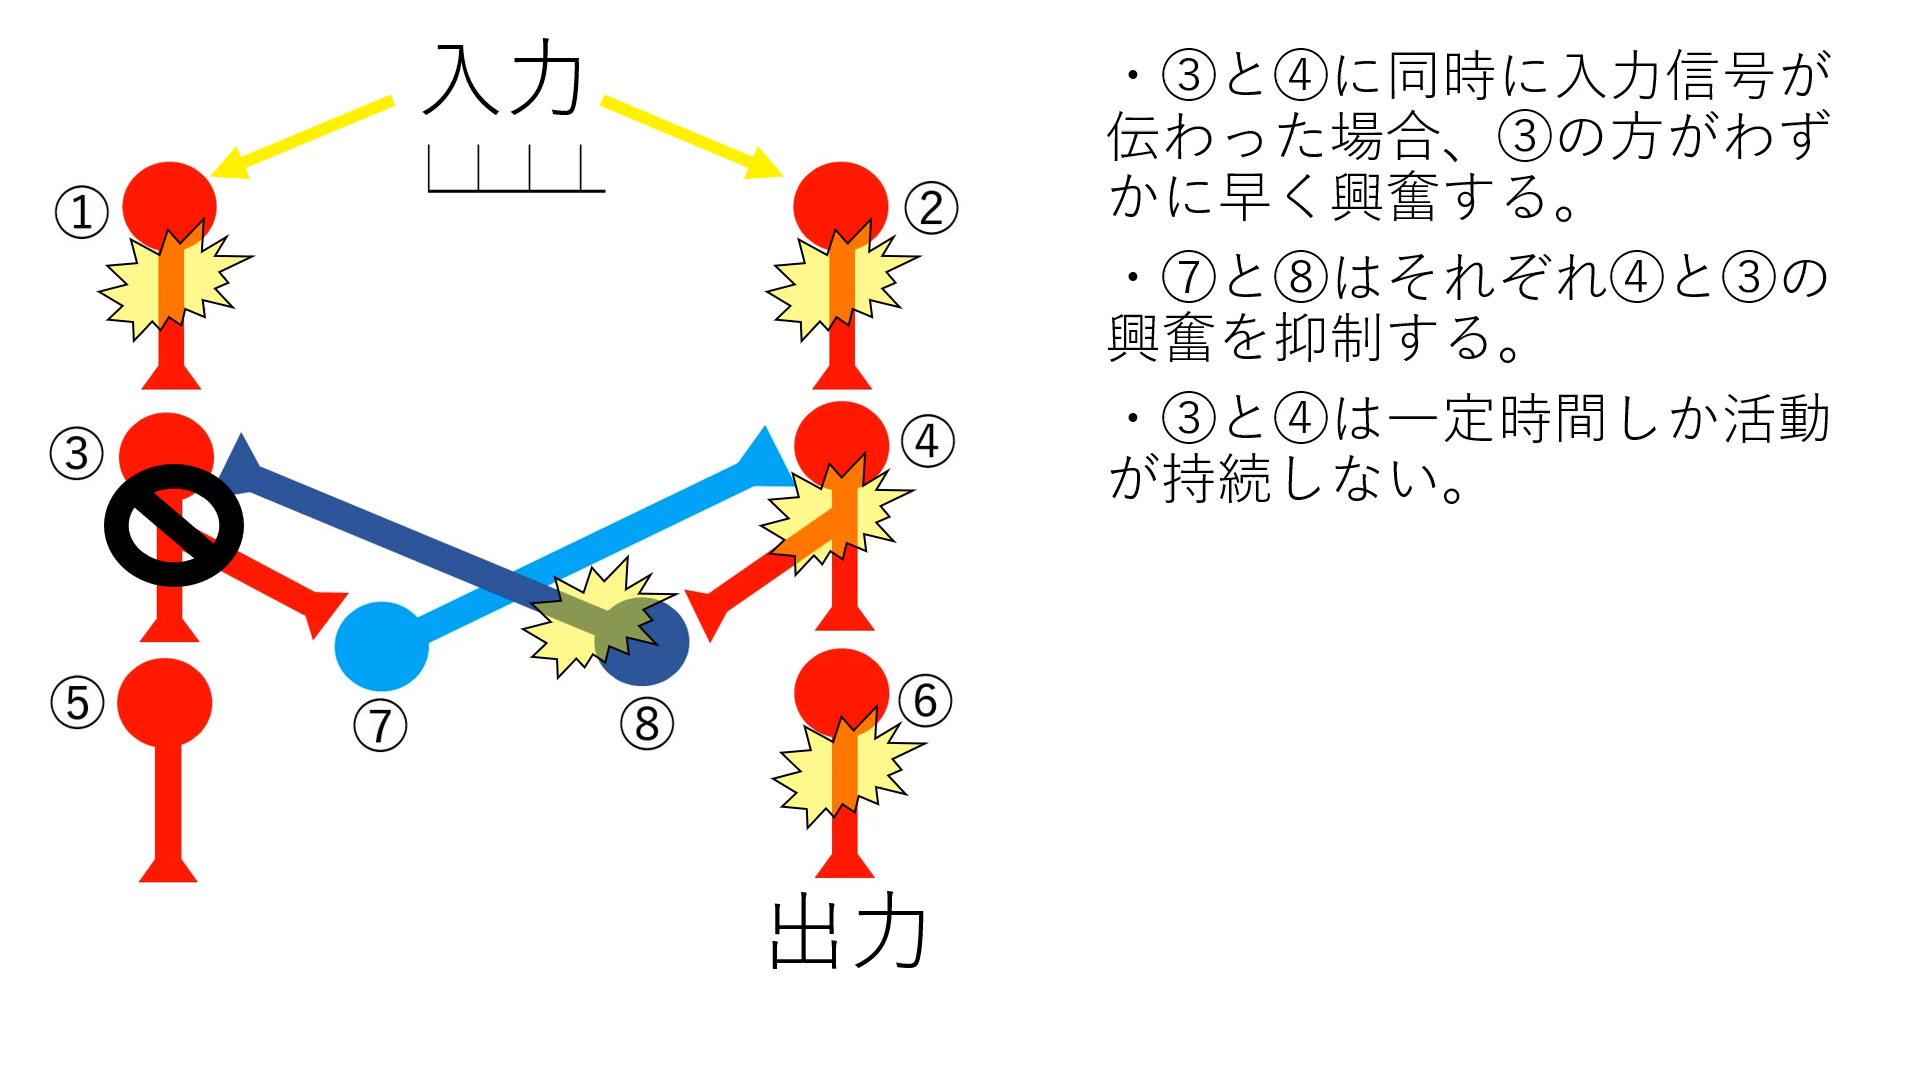 入力
①
②
③
④
⑤
⑥
⑦
⑧
出力
・③と④に同時に入力信号が
伝わった場合、③の方がわず
かに早く興奮する。
・⑦と⑧はそれぞれ④と③の
興奮を抑制する。
・③と④は一定時間しか活動
が持続しない。